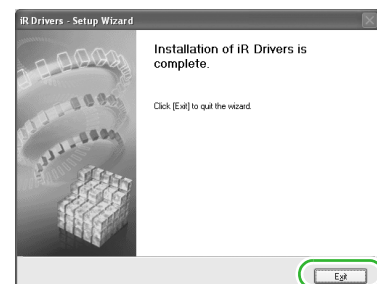 iR Drivers - Setup Wizard
Installation of iR Drivers is
complete.
Click [Exit] to quit the wizard.
Exit